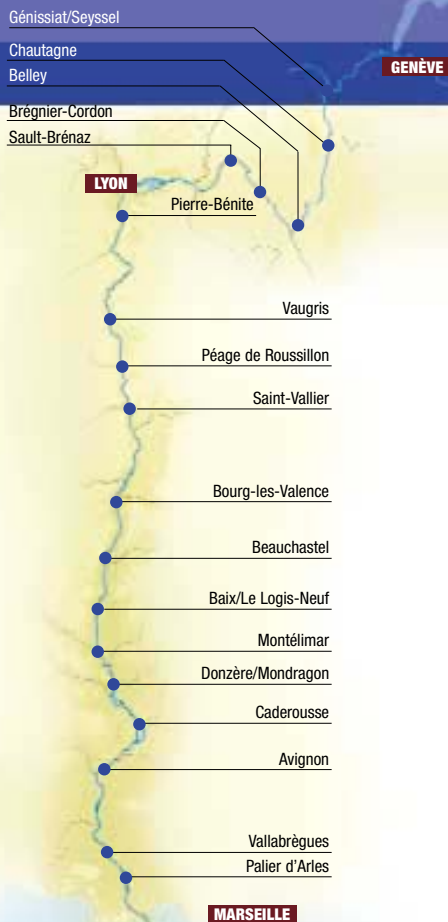 Génissiat/Seyssel
Chautagne
GENÈVE
Belley
Brégnier-Cordon
Sault-Brénaz
LYON
Pierre-Bénite
Vaugris
Péage de Roussillon
Saint-Vallier
Bourg-les-Valence
Beauchastel
Baix/Le Logis-Neuf
Montélimar
Donzère/Mondragon
Caderousse
Avignon
Vallabrègues
Palier d'Arles
MARSEILLE